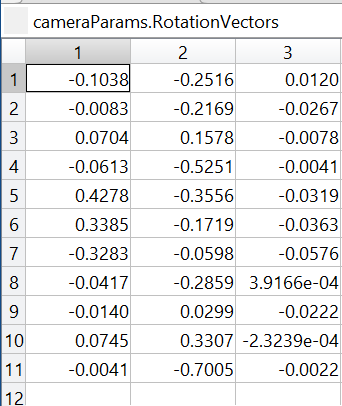 cameraParams.RotationVectors
1 2 3
1 -0.1038 -0.2516 0.0120
2 -0.0083 -0.2169 -0.0267
3 0.0704 0.1578 -0.0078
4 -0.0613 -0.5251 -0.0041
5 0.4278 -0.3556 -0.0319
6 0.3385 -0.1719 -0.0363
7 -0.3283 -0.0598 -0.0576
8 -0.0417 -0.2859 3.9166e-04
9 -0.0140 0.0299 -0.0222
10 0.0745 0.3307 -2.3239e-04
11 -0.0041 -0.7005 -0.0022
12